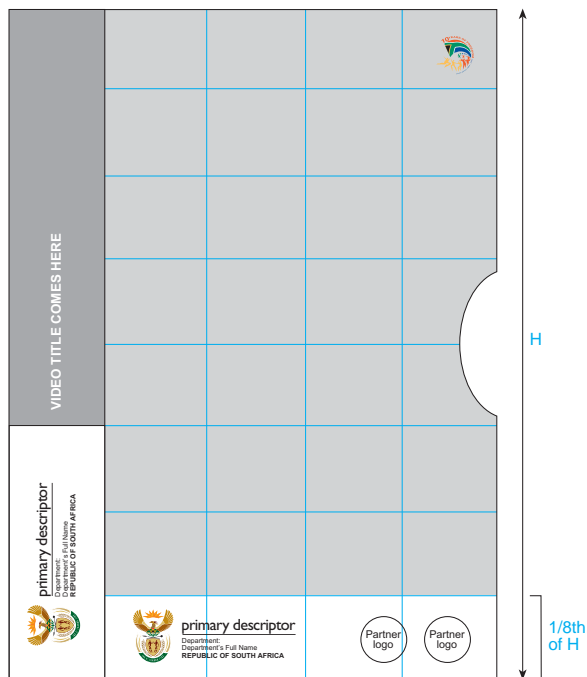 VIDEO TITLE COMES HERE
primary descriptor
Department:
Department's Full Name
REPUBLIC OF SOUTH AFRICA
primary descriptor
Department:
Department's Full Name
REPUBLIC OF SOUTH AFRICA
Partner
logo
Partner
logo
H
1/8th
of H